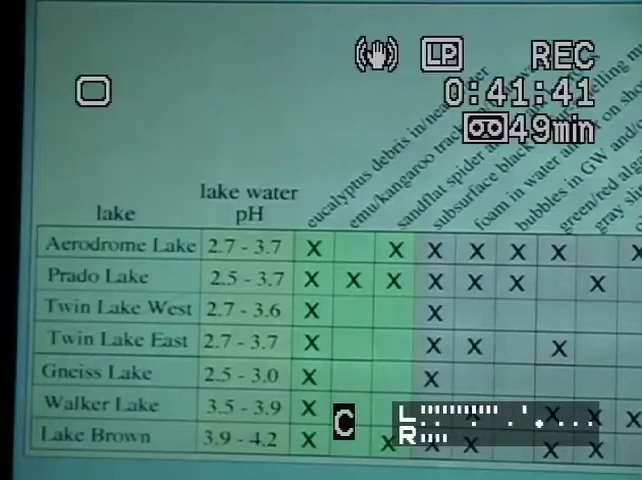 LP REC
0:41:41
49min
eucalyptus debris in/near
emu/kangaroo
sandflat spider
subsurface black
foam in water
bubbles in GW
green/red
gray
lake lake water pH
Aerodrome Lake 2.7 - 3.7 X X X X X X X
Prado Lake 2.5 - 3.7 X X X X X X X
Twin Lake West 2.7 - 3.6 X X
Twin Lake East 2.7 - 3.7 X X X X
Gneiss Lake 2.5 - 3.0 X X
Walker Lake 3.5 - 3.9 X X X X X
Lake Brown 3.9 - 4.2 X X X X X X
C
L
R